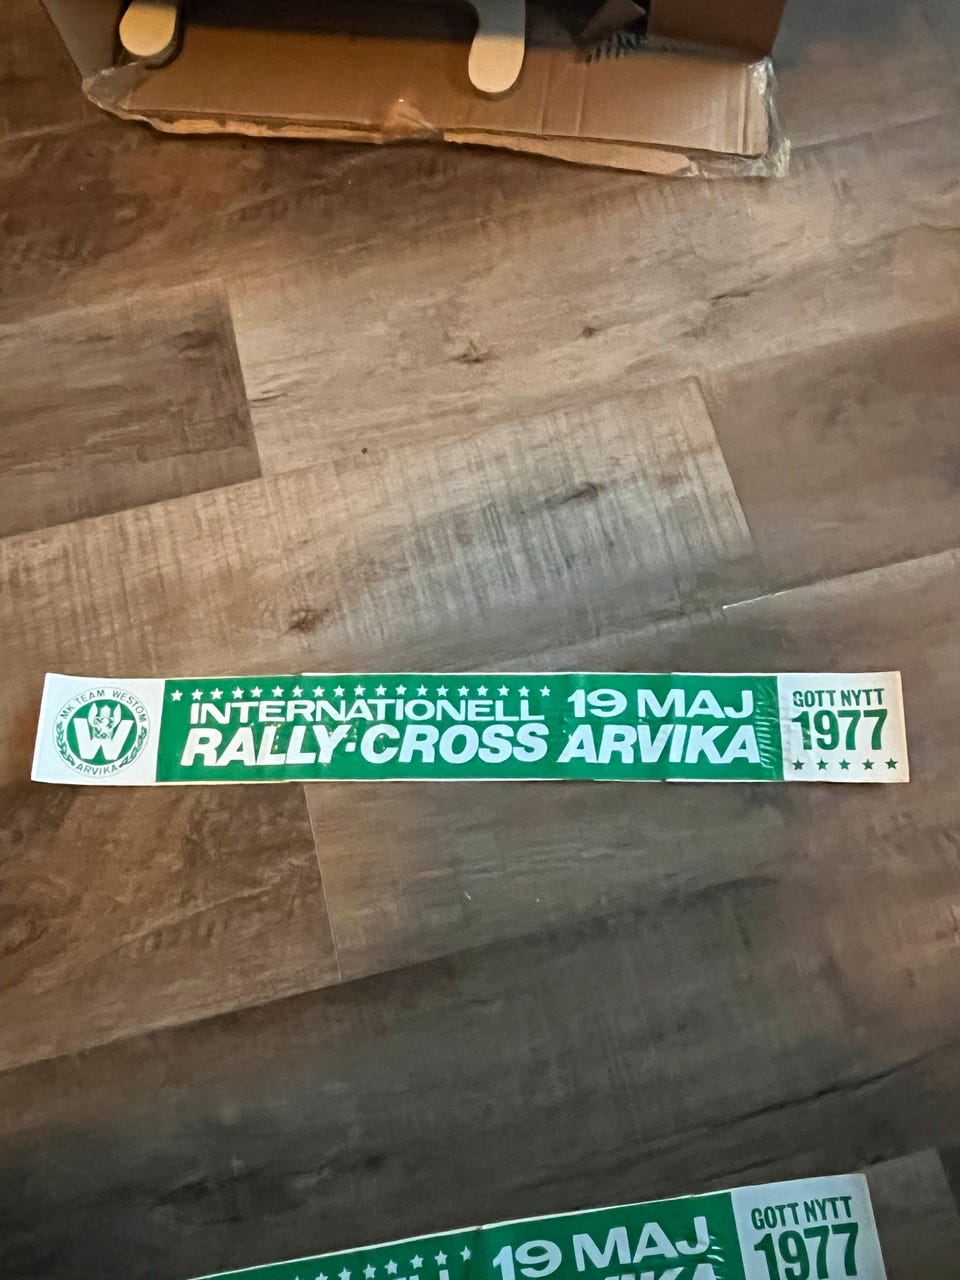 MK TEAM WESTOM
W
ARVIKA
INTERNATIONELL 19 MAJ
RALLY-CROSS ARVIKA
GOTT NYTT
1977
19 MAJ
GOTT NYTT
1977